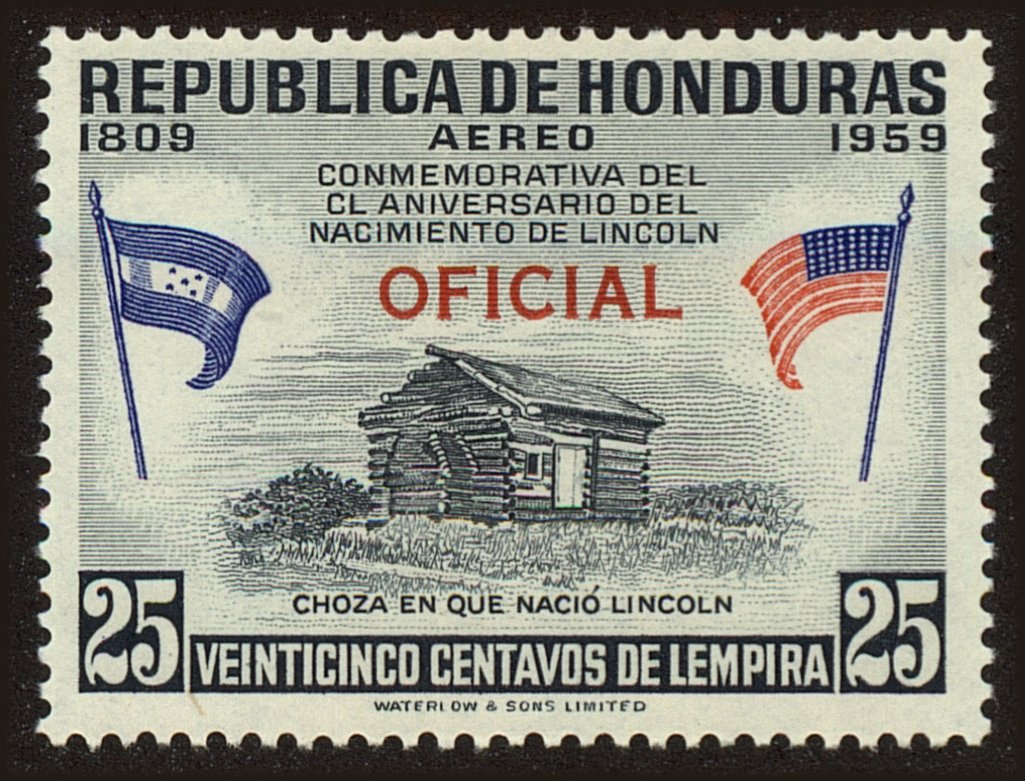 REPUBLICA DE HONDURAS
1809 AEREO 1959
CONMEMORATIVA DEL
CL ANIVERSARIO DEL
NACIMIENTO DE LINCOLN
OFICIAL
CHOZA EN QUE NACIÓ LINCOLN
25 VEINTICINCO CENTAVOS DE LEMPIRA 25
WATERLOW & SONS LIMITED